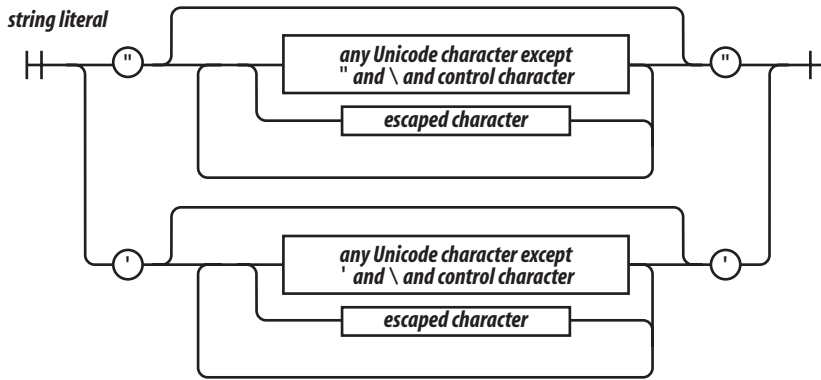 string literal
" any Unicode character except "
" and \ and control character
escaped character
' any Unicode character except '
' and \ and control character
escaped character